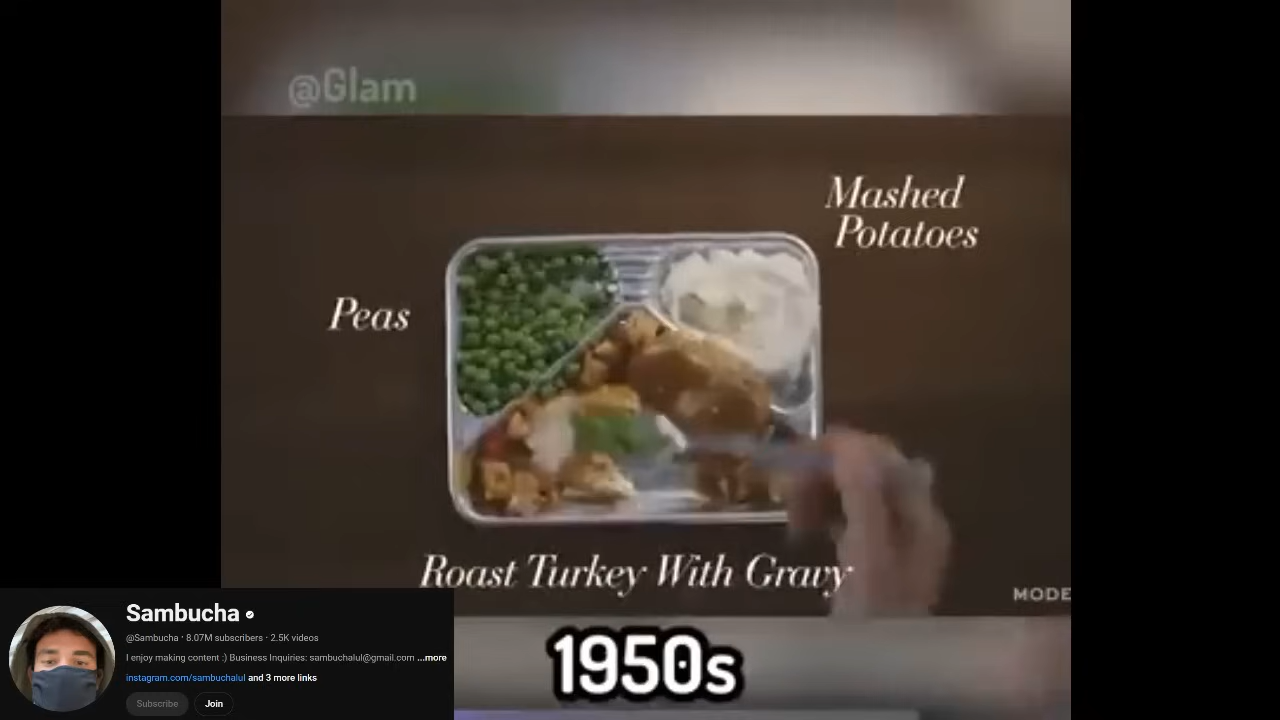 @Glam
Mashed
Potatoes
Peas
Roast Turkey With Gravy
MODE
1950s
Sambucha
@Sambucha · 8.07M subscribers · 2.5K videos
I enjoy making content :) Business Inquiries: sambuchalul@gmail.com ...more
instagram.com/sambuchalul and 3 more links
Subscribe
Join